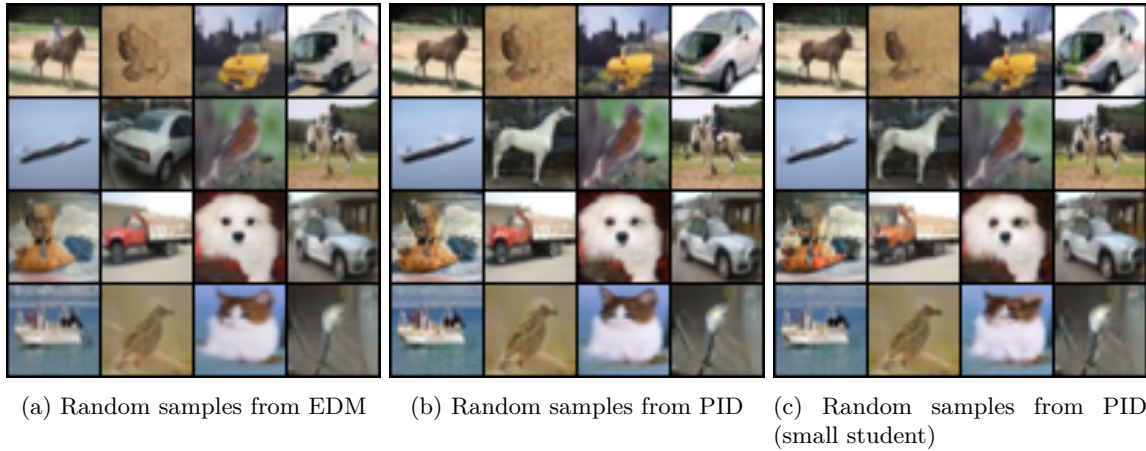 (a) Random samples from EDM
(b) Random samples from PID
(c) Random samples from PID
(small student)